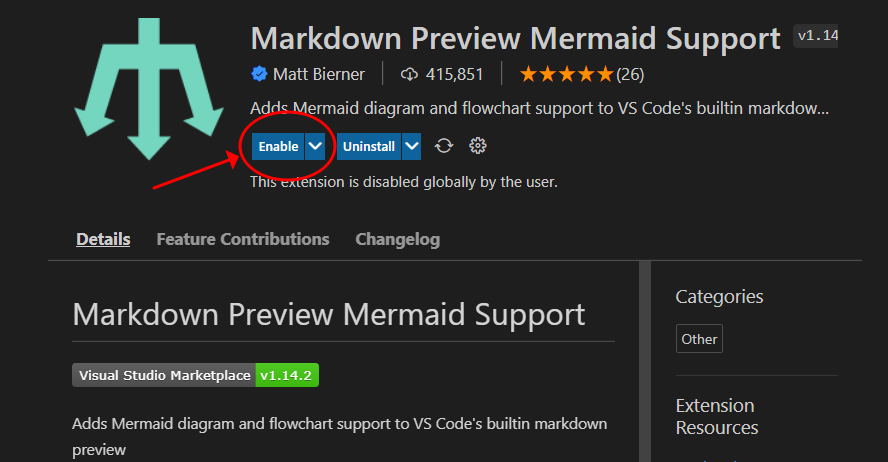 Markdown Preview Mermaid Support v1.14
Matt Bierner 415,851 (26)
Adds Mermaid diagram and flowchart support to VS Code's builtin markdow...
Enable Uninstall
This extension is disabled globally by the user.
Details Feature Contributions Changelog
Markdown Preview Mermaid Support
Visual Studio Marketplace v1.14.2
Adds Mermaid diagram and flowchart support to VS Code's builtin markdown
preview
Categories
Other
Extension
Resources